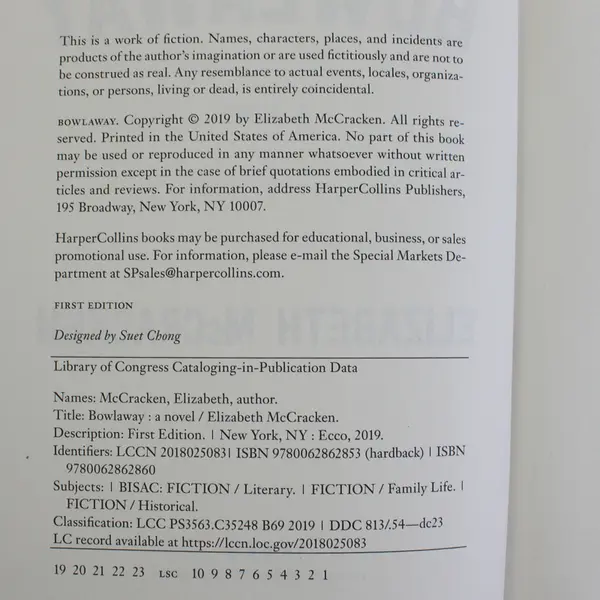 This is a work of fiction. Names, characters, places, and incidents are
products of the author's imagination or are used fictitiously and are not to
be construed as real. Any resemblance to actual events, locales, organiza-
tions, or persons, living or dead, is entirely coincidental.
BOWLAWAY. Copyright © 2019 by Elizabeth McCracken. All rights re-
served. Printed in the United States of America. No part of this book
may be used or reproduced in any manner whatsoever without written
permission except in the case of brief quotations embodied in critical ar-
ticles and reviews. For information, address HarperCollins Publishers,
195 Broadway, New York, NY 10007.
HarperCollins books may be purchased for educational, business, or sales
promotional use. For information, please e-mail the Special Markets De-
partment at SPsales@harpercollins.com.
FIRST EDITION
Designed by Suet Chong
Library of Congress Cataloging-in-Publication Data
Names: McCracken, Elizabeth, author.
Title: Bowlaway : a novel / Elizabeth McCracken.
Description: First Edition. | New York, NY : Ecco, 2019.
Identifiers: LCCN 2018025083| ISBN 9780062862853 (hardback) | ISBN
9780062862860
Subjects: | BISAC: FICTION / Literary. | FICTION / Family Life. |
FICTION / Historical.
Classification: LCC PS3563.C35248 B69 2019 | DDC 813/.54—dc23
LC record available at https://lccn.loc.gov/2018025083
19 20 21 22 23 LSC 10 9 8 7 6 5 4 3 2 1